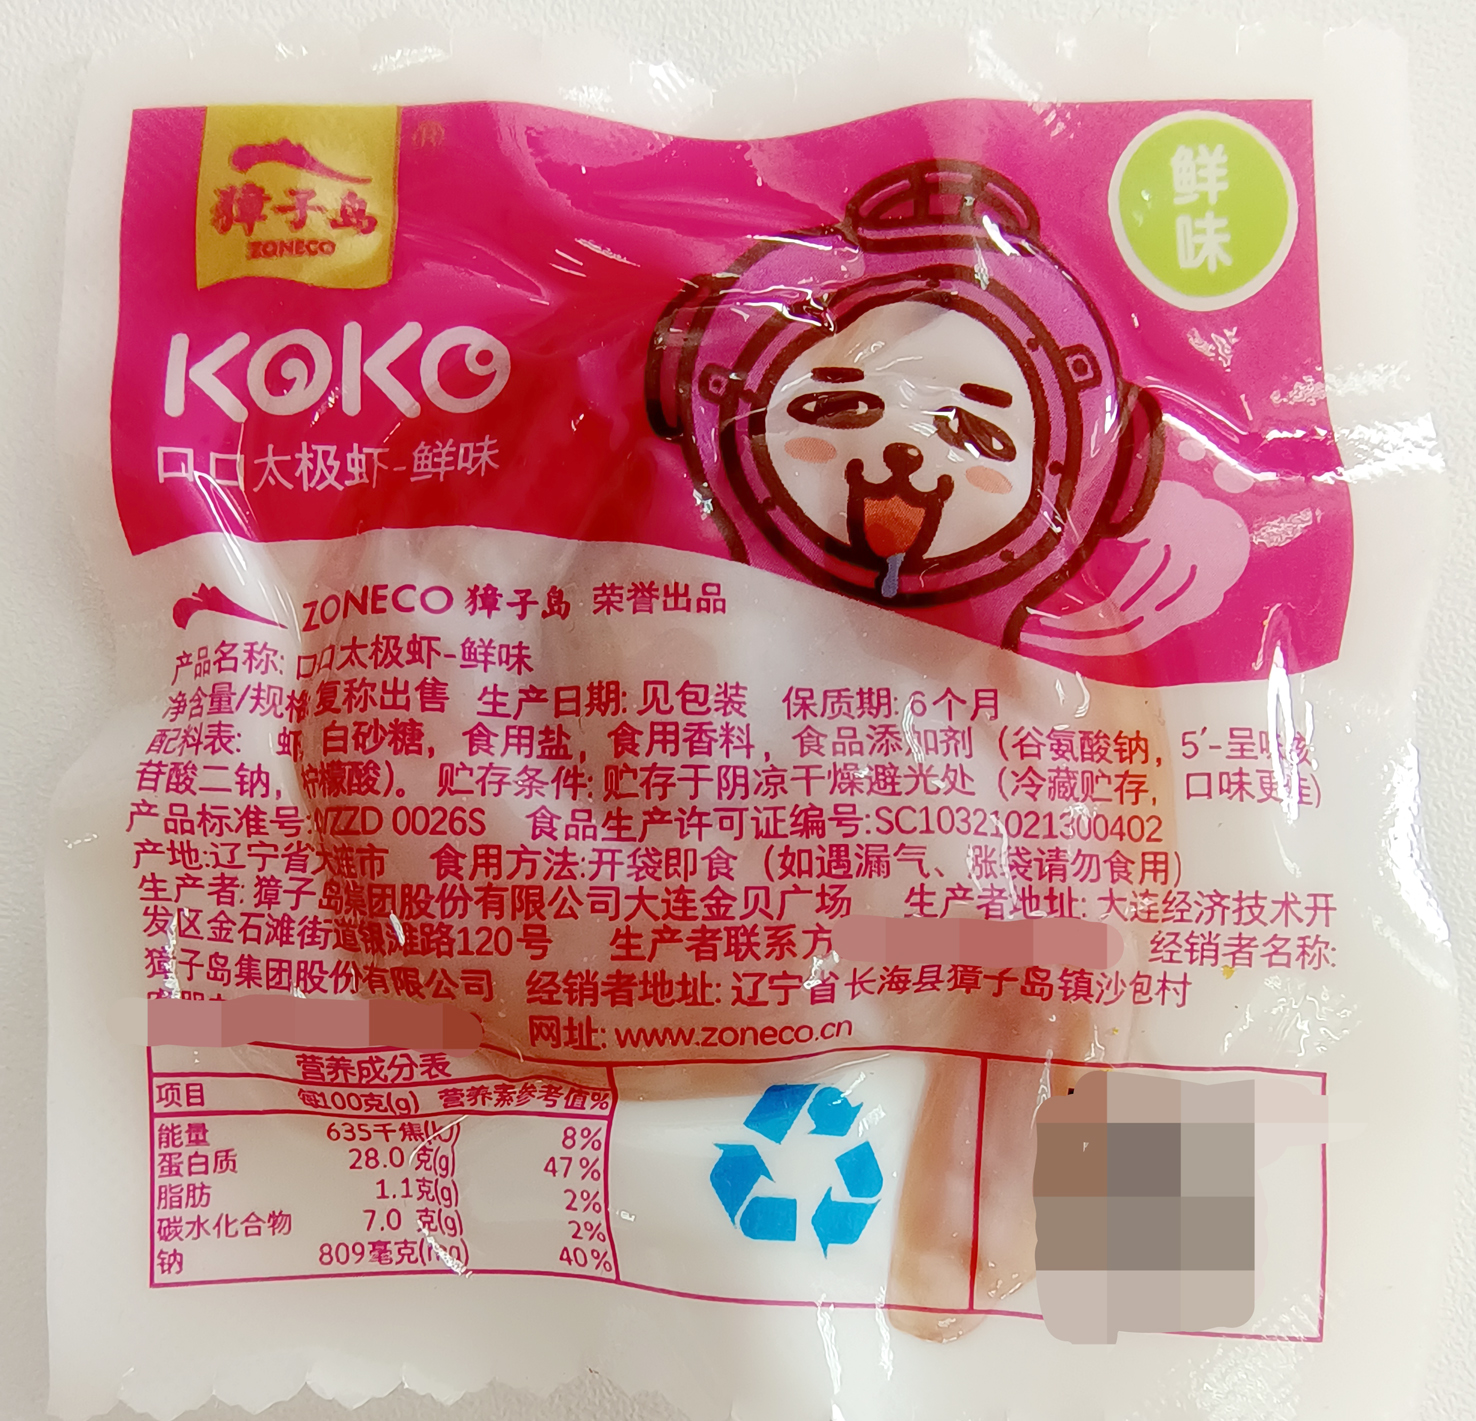 獐子岛
ZONECO
®
鲜味
KOKO
口口太极虾-鲜味
ZONECO 獐子岛 荣誉出品
产品名称: 口口太极虾-鲜味
净含量/规格 复称出售 生产日期: 见包装 保质期: 6个月
配料表: 虾 白砂糖, 食用盐, 食用香料, 食品添加剂 (谷氨酸钠, 5′-呈味核
苷酸二钠, 柠檬酸)。 贮存条件: 贮存于阴凉干燥避光处 (冷藏贮存, 口味更佳)
产品标准号: /ZZD 0026S 食品生产许可证编号:SC10321021300402
产地:辽宁省大连市 食用方法:开袋即食 (如遇漏气、涨袋请勿食用)
生产者: 獐子岛集团股份有限公司大连金贝广场 生产者地址: 大连经济技术开
发区金石滩街道银滩路120号 生产者联系方 经销者名称:
獐子岛集团股份有限公司 经销者地址: 辽宁省长海县獐子岛镇沙包村
网址: www.zoneco.cn
营养成分表
项目 每100克(g) 营养素参考值%
能量 635千焦(kJ) 8%
蛋白质 28.0 克(g) 47%
脂肪 1.1克(g) 2%
碳水化合物 7.0 克(g) 2%
钠 809毫克(mg) 40%